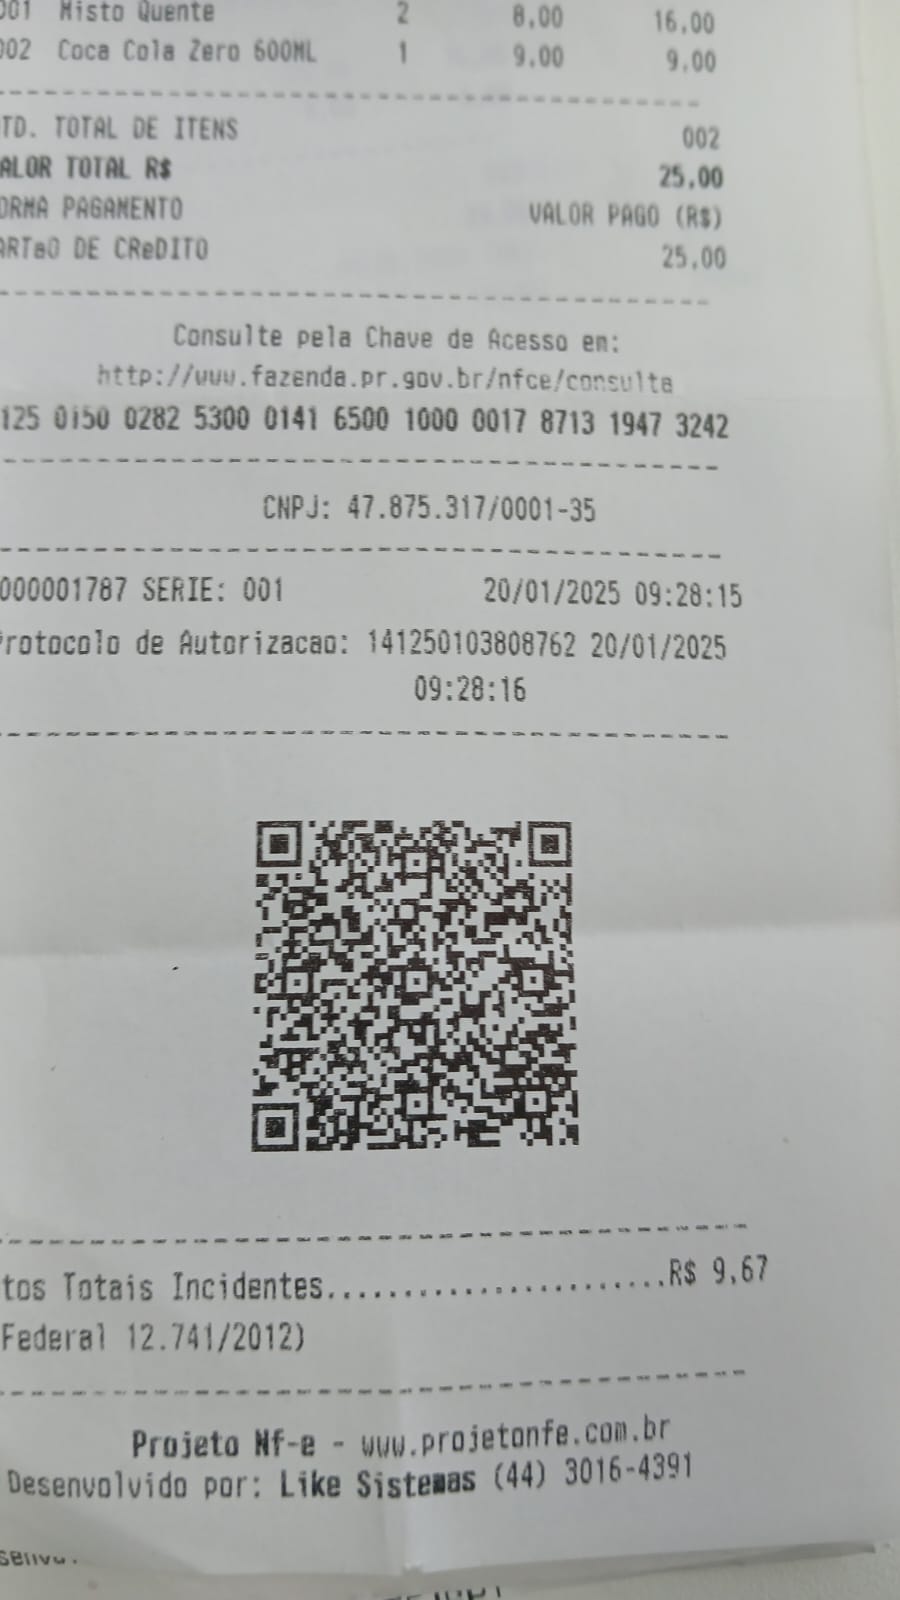 001 Misto Quente 2 8,00 16,00
002 Coca Cola Zero 600ML 1 9,00 9,00
TD. TOTAL DE ITENS 002
ALOR TOTAL R$ 25,00
ORMA PAGAMENTO VALOR PAGO (R$)
ARTaO DE CReDITO 25,00
Consulte pela Chave de Acesso em:
http://www.fazenda.pr.gov.br/nfce/consulta
125 0150 0282 5300 0141 6500 1000 0017 8713 1947 3242
CNPJ: 47.875.317/0001-35
000001787 SERIE: 001 20/01/2025 09:28:15
Protocolo de Autorizacao: 141250103808762 20/01/2025
09:28:16
tos Totais Incidentes........................R$ 9,67
Federal 12.741/2012)
Projeto Nf-e - www.projetonfe.com.br
Desenvolvido por: Like Sistemas (44) 3016-4391